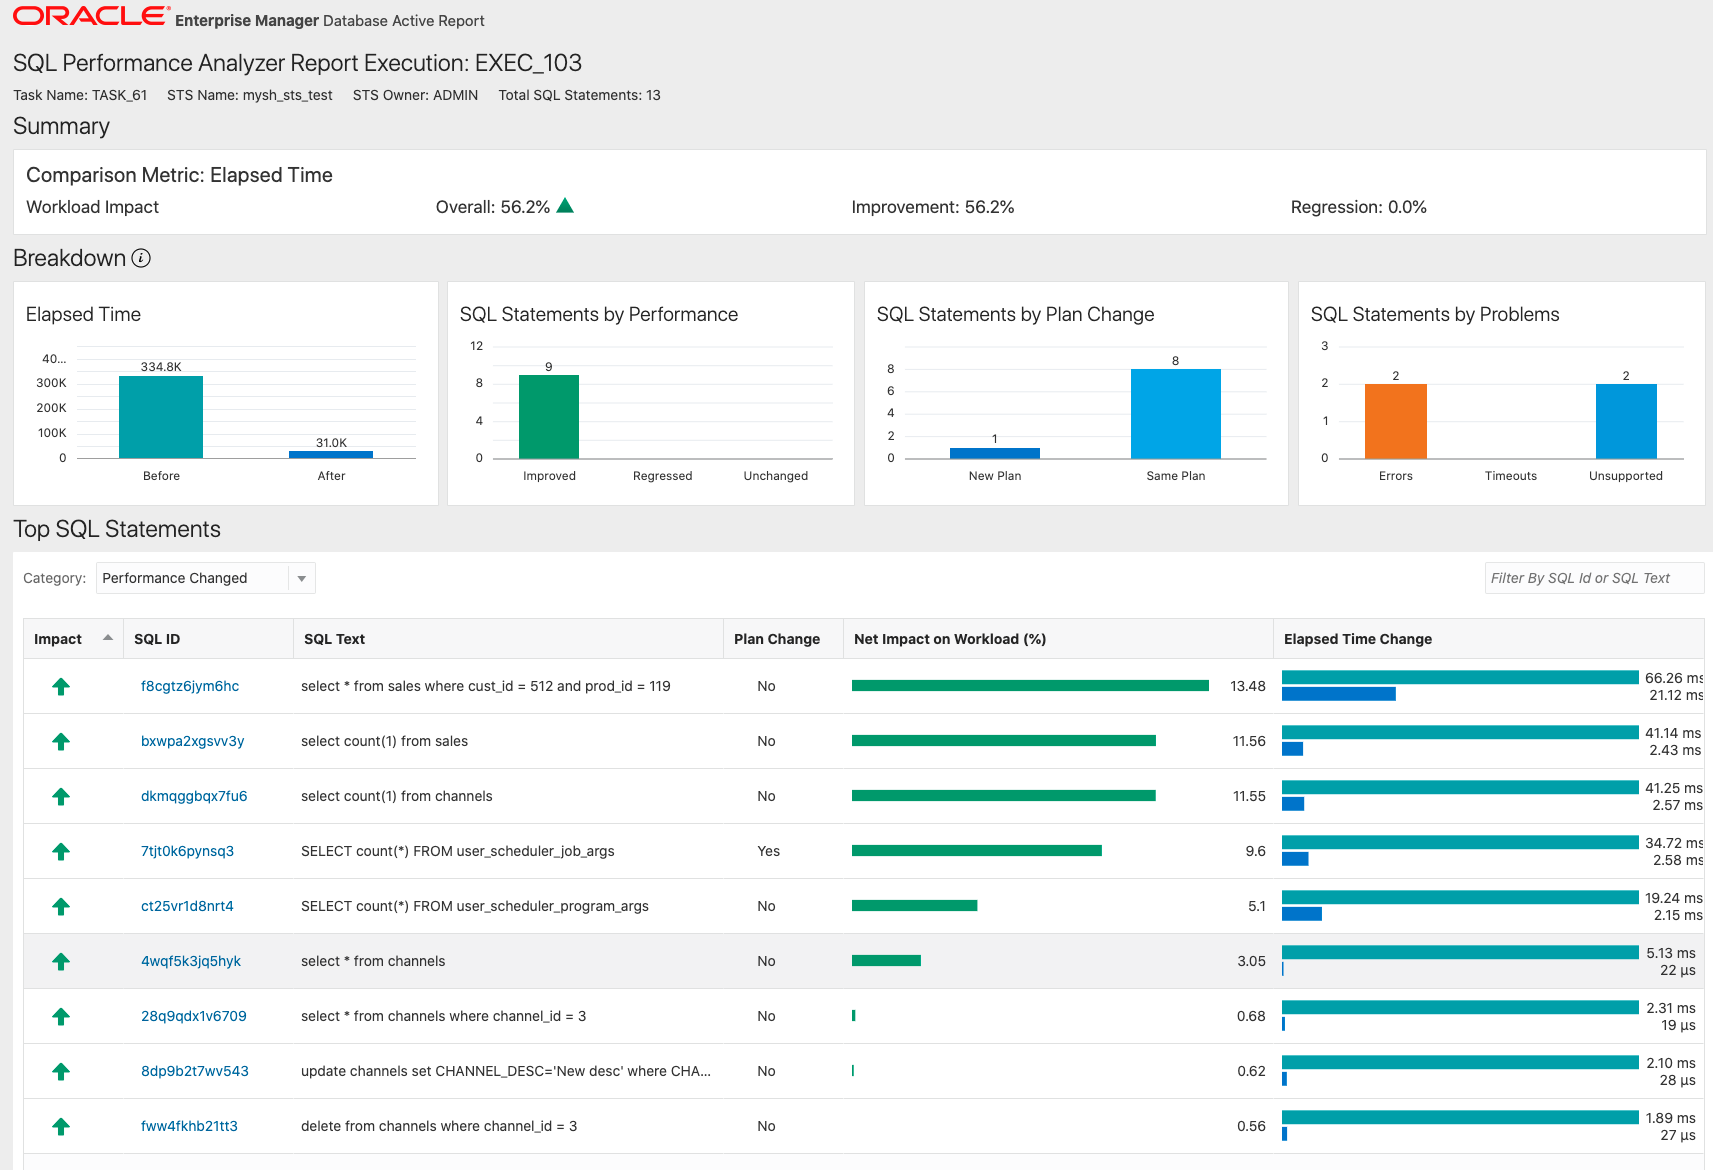 ORACLE Enterprise Manager Database Active Report
SQL Performance Analyzer Report Execution: EXEC_103
Task Name: TASK_61 STS Name: mysh_sts_test STS Owner: ADMIN Total SQL Statements: 13
Summary
Comparison Metric: Elapsed Time
Workload Impact Overall: 56.2% Improvement: 56.2% Regression: 0.0%
Breakdown i
Elapsed Time
40...
300K
200K
100K
0
334.8K
31.0K
Before After
SQL Statements by Performance
12
8
4
0
9
Improved Regressed Unchanged
SQL Statements by Plan Change
8
6
4
2
0
1
8
New Plan Same Plan
SQL Statements by Problems
3
2
1
0
2
2
Errors Timeouts Unsupported
Top SQL Statements
Category: Performance Changed Filter By SQL Id or SQL Text
Impact SQL ID SQL Text Plan Change Net Impact on Workload (%) Elapsed Time Change
f8cgtz6jym6hc select * from sales where cust_id = 512 and prod_id = 119 No 13.48 66.26 ms
21.12 ms
bxwpa2xgsvv3y select count(1) from sales No 11.56 41.14 ms
2.43 ms
dkmqggbqx7fu6 select count(1) from channels No 11.55 41.25 ms
2.57 ms
7tjt0k6pynsq3 SELECT count(*) FROM user_scheduler_job_args Yes 9.6 34.72 ms
2.58 ms
ct25vr1d8nrt4 SELECT count(*) FROM user_scheduler_program_args No 5.1 19.24 ms
2.15 ms
4wqf5k3jq5hyk select * from channels No 3.05 5.13 ms
22 µs
28q9qdx1v6709 select * from channels where channel_id = 3 No 0.68 2.31 ms
19 µs
8dp9b2t7wv543 update channels set CHANNEL_DESC='New desc' where CHA... No 0.62 2.10 ms
28 µs
fww4fkhb21tt3 delete from channels where channel_id = 3 No 0.56 1.89 ms
27 µs